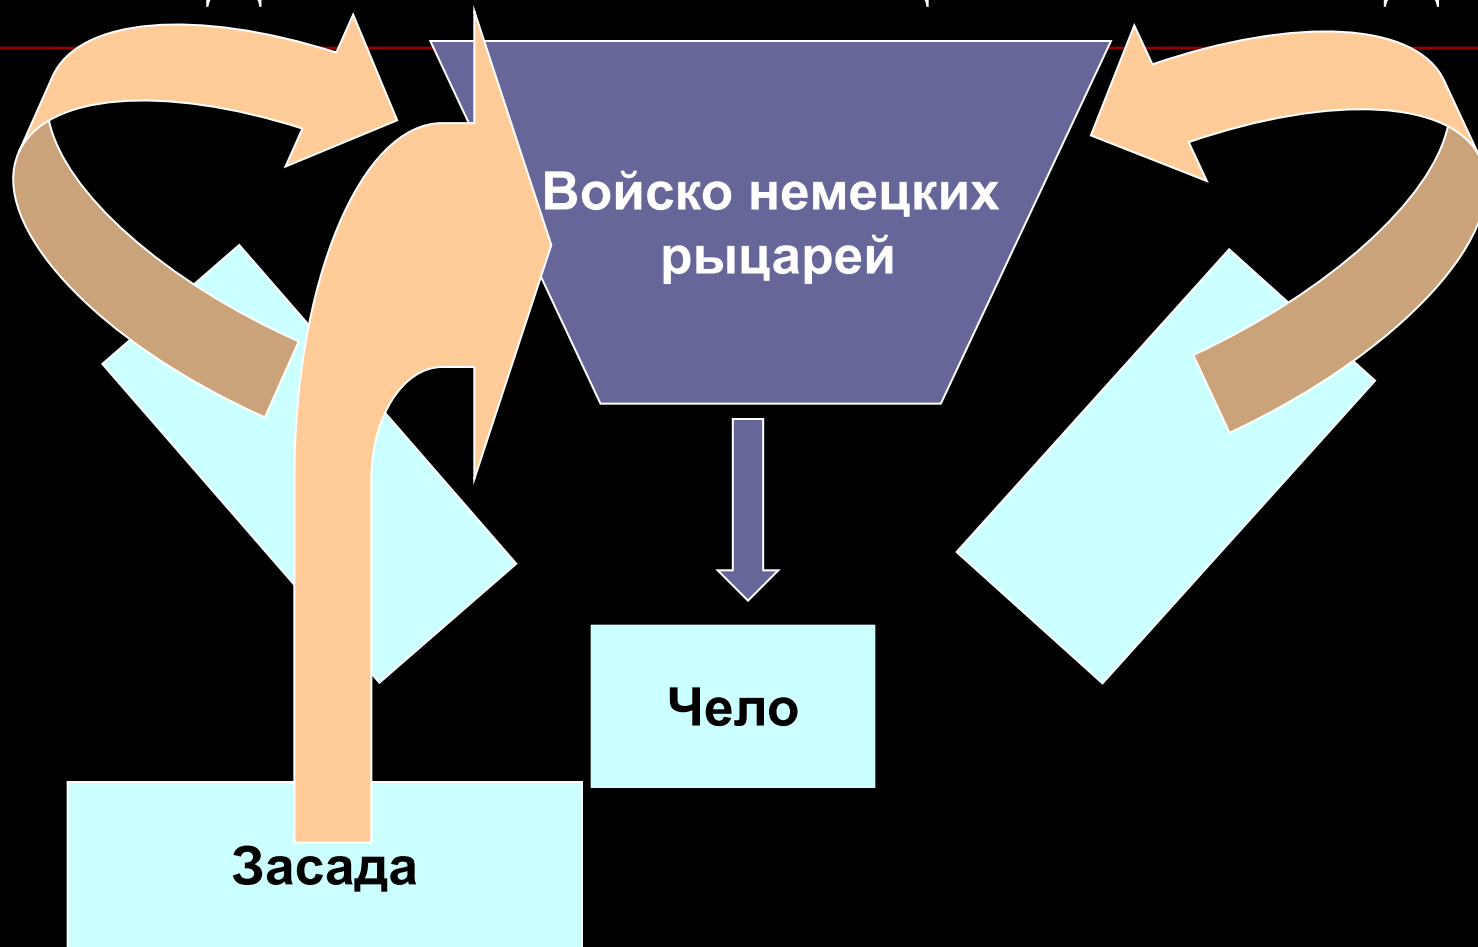 Войско немецких
рыцарей
Чело
Засада